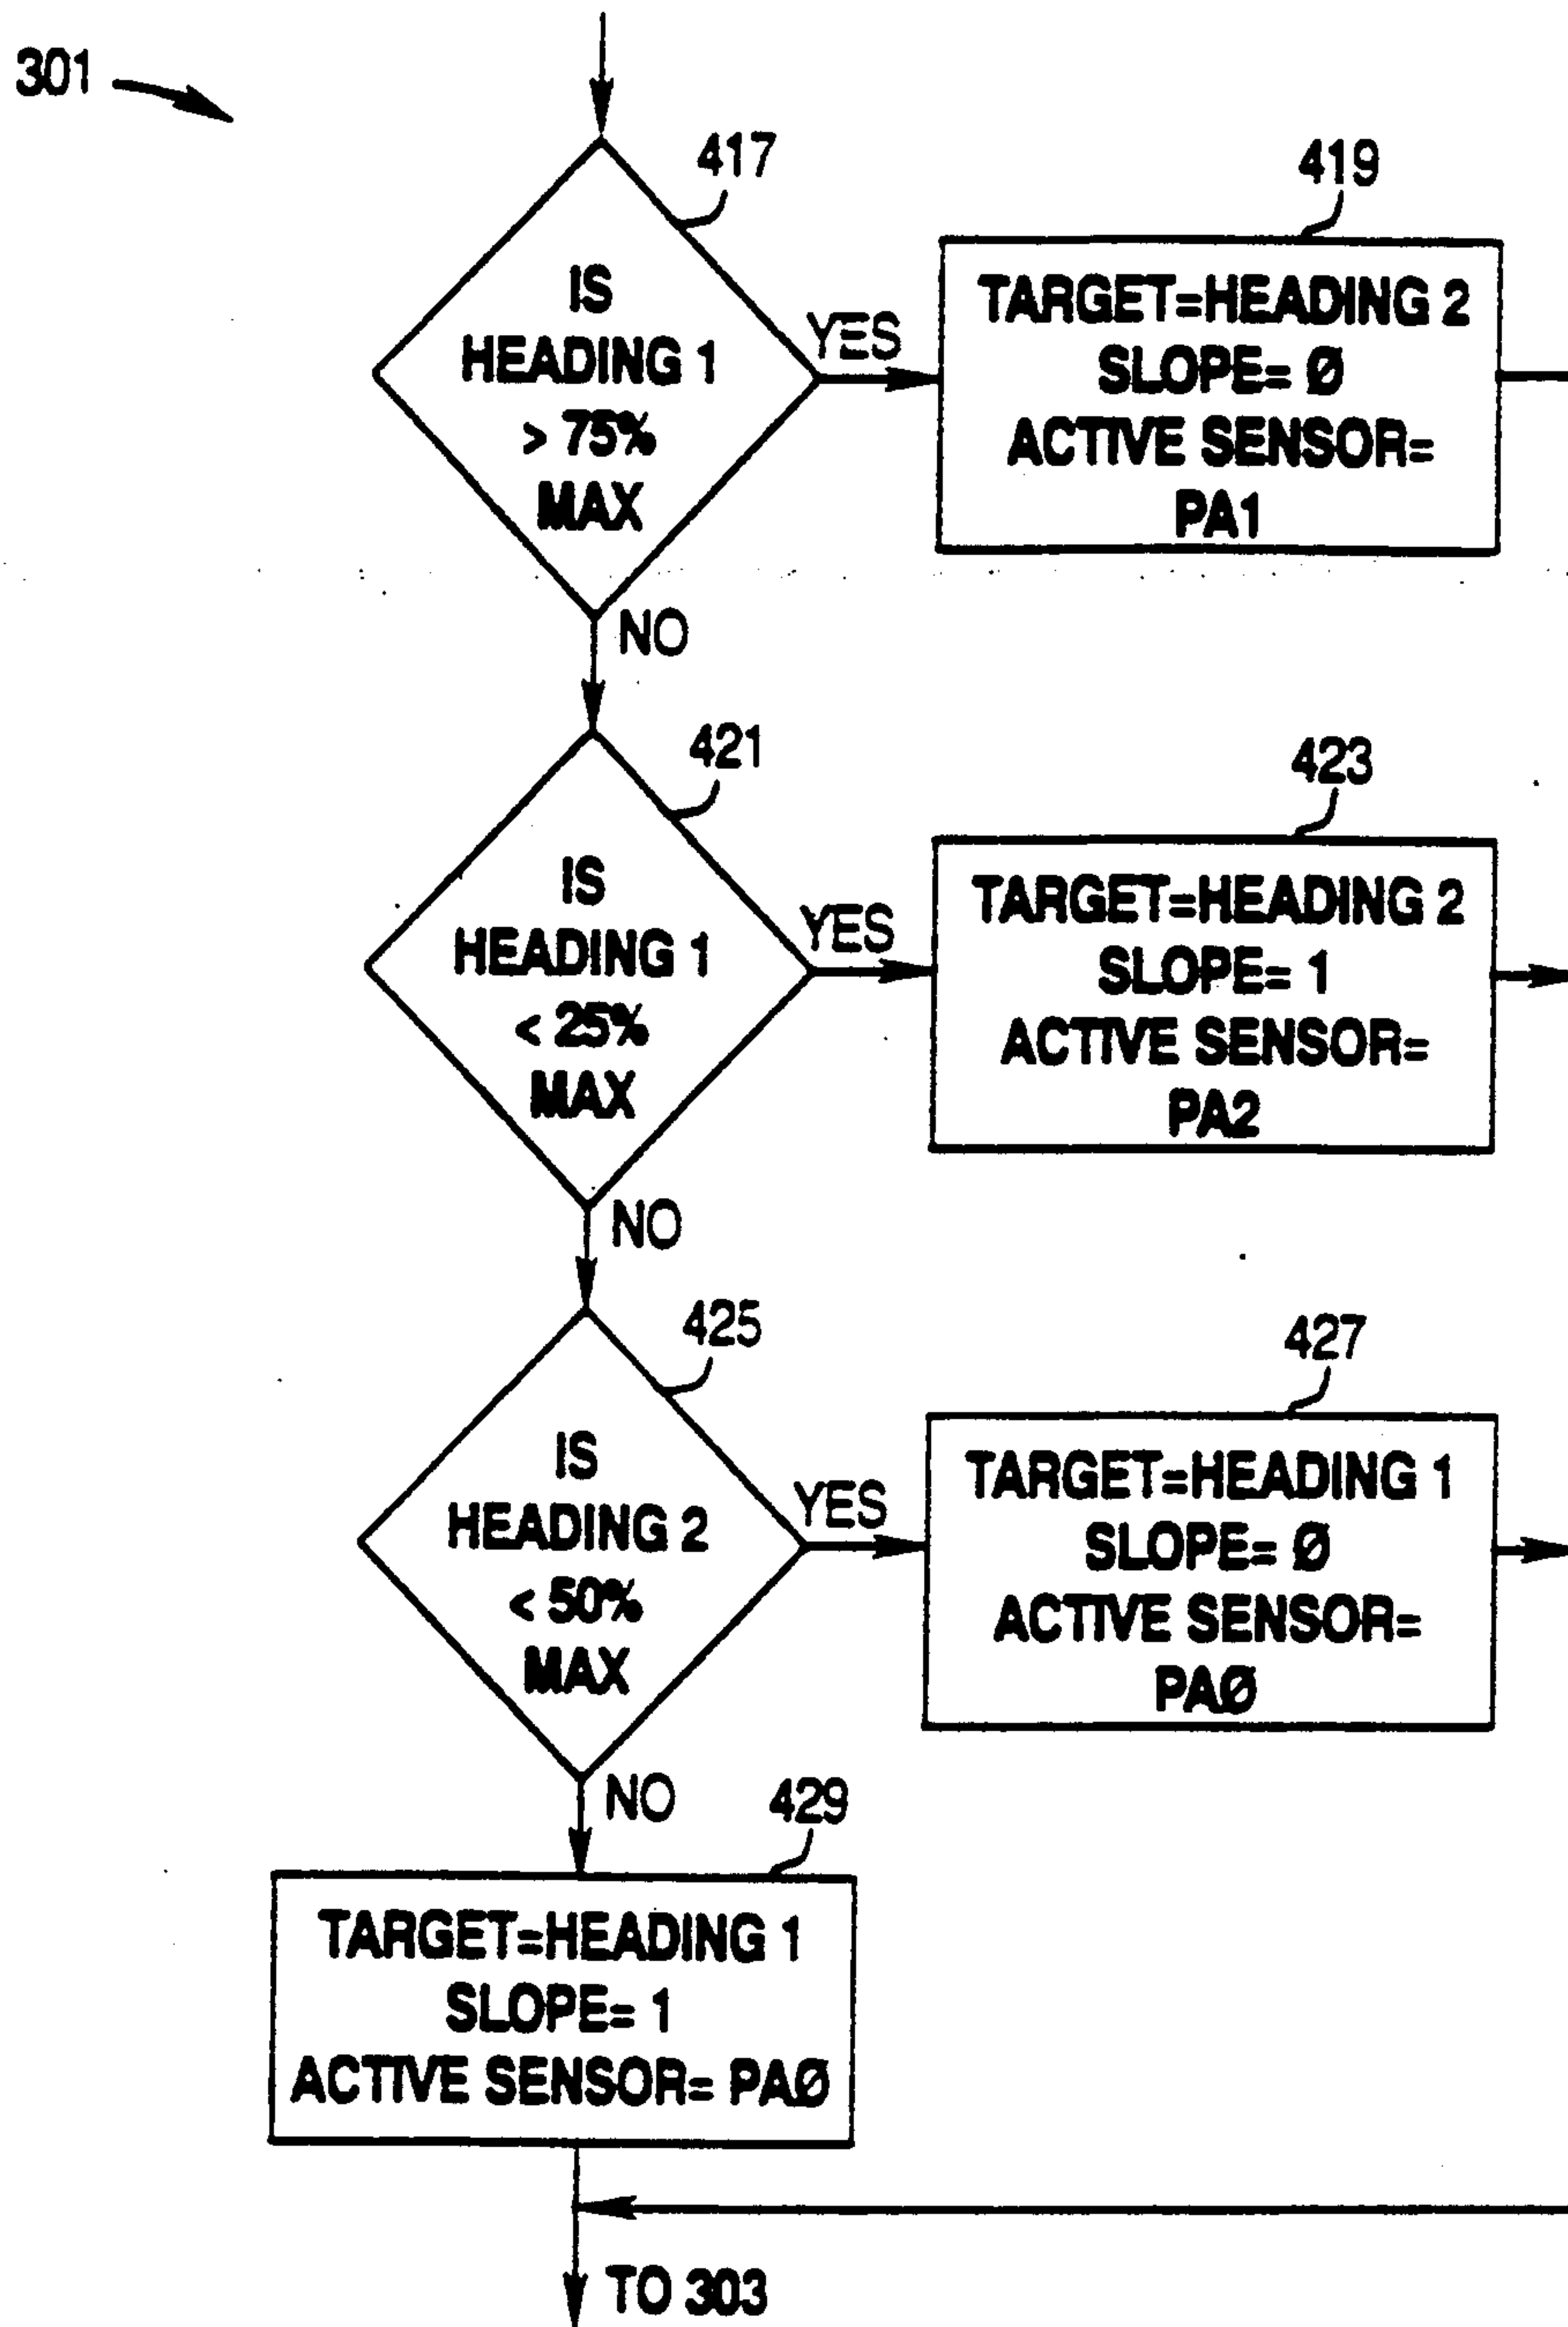 301
417
IS
HEADING 1
> 75%
MAX
YES
419
TARGET=HEADING 2
SLOPE= Ø
ACTIVE SENSOR=
PA1
NO
421
IS
HEADING 1
< 25%
MAX
YES
423
TARGET=HEADING 2
SLOPE= 1
ACTIVE SENSOR=
PA2
NO
425
IS
HEADING 2
< 50%
MAX
YES
427
TARGET=HEADING 1
SLOPE= Ø
ACTIVE SENSOR=
PAØ
NO
429
TARGET=HEADING 1
SLOPE= 1
ACTIVE SENSOR= PAØ
TO 303